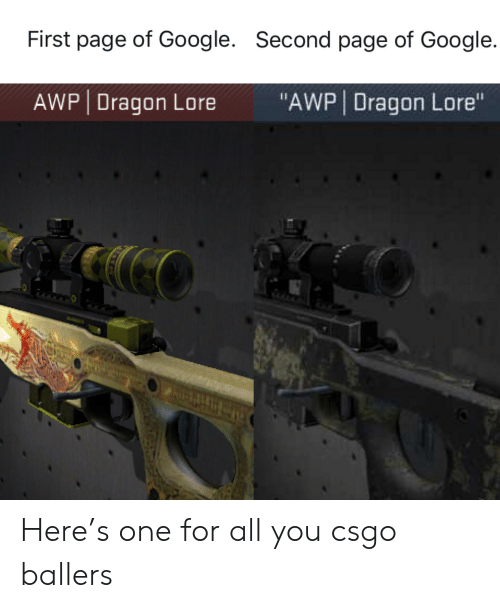 First page of Google. Second page of Google.
AWP | Dragon Lore "AWP | Dragon Lore"
Here's one for all you csgo
ballers